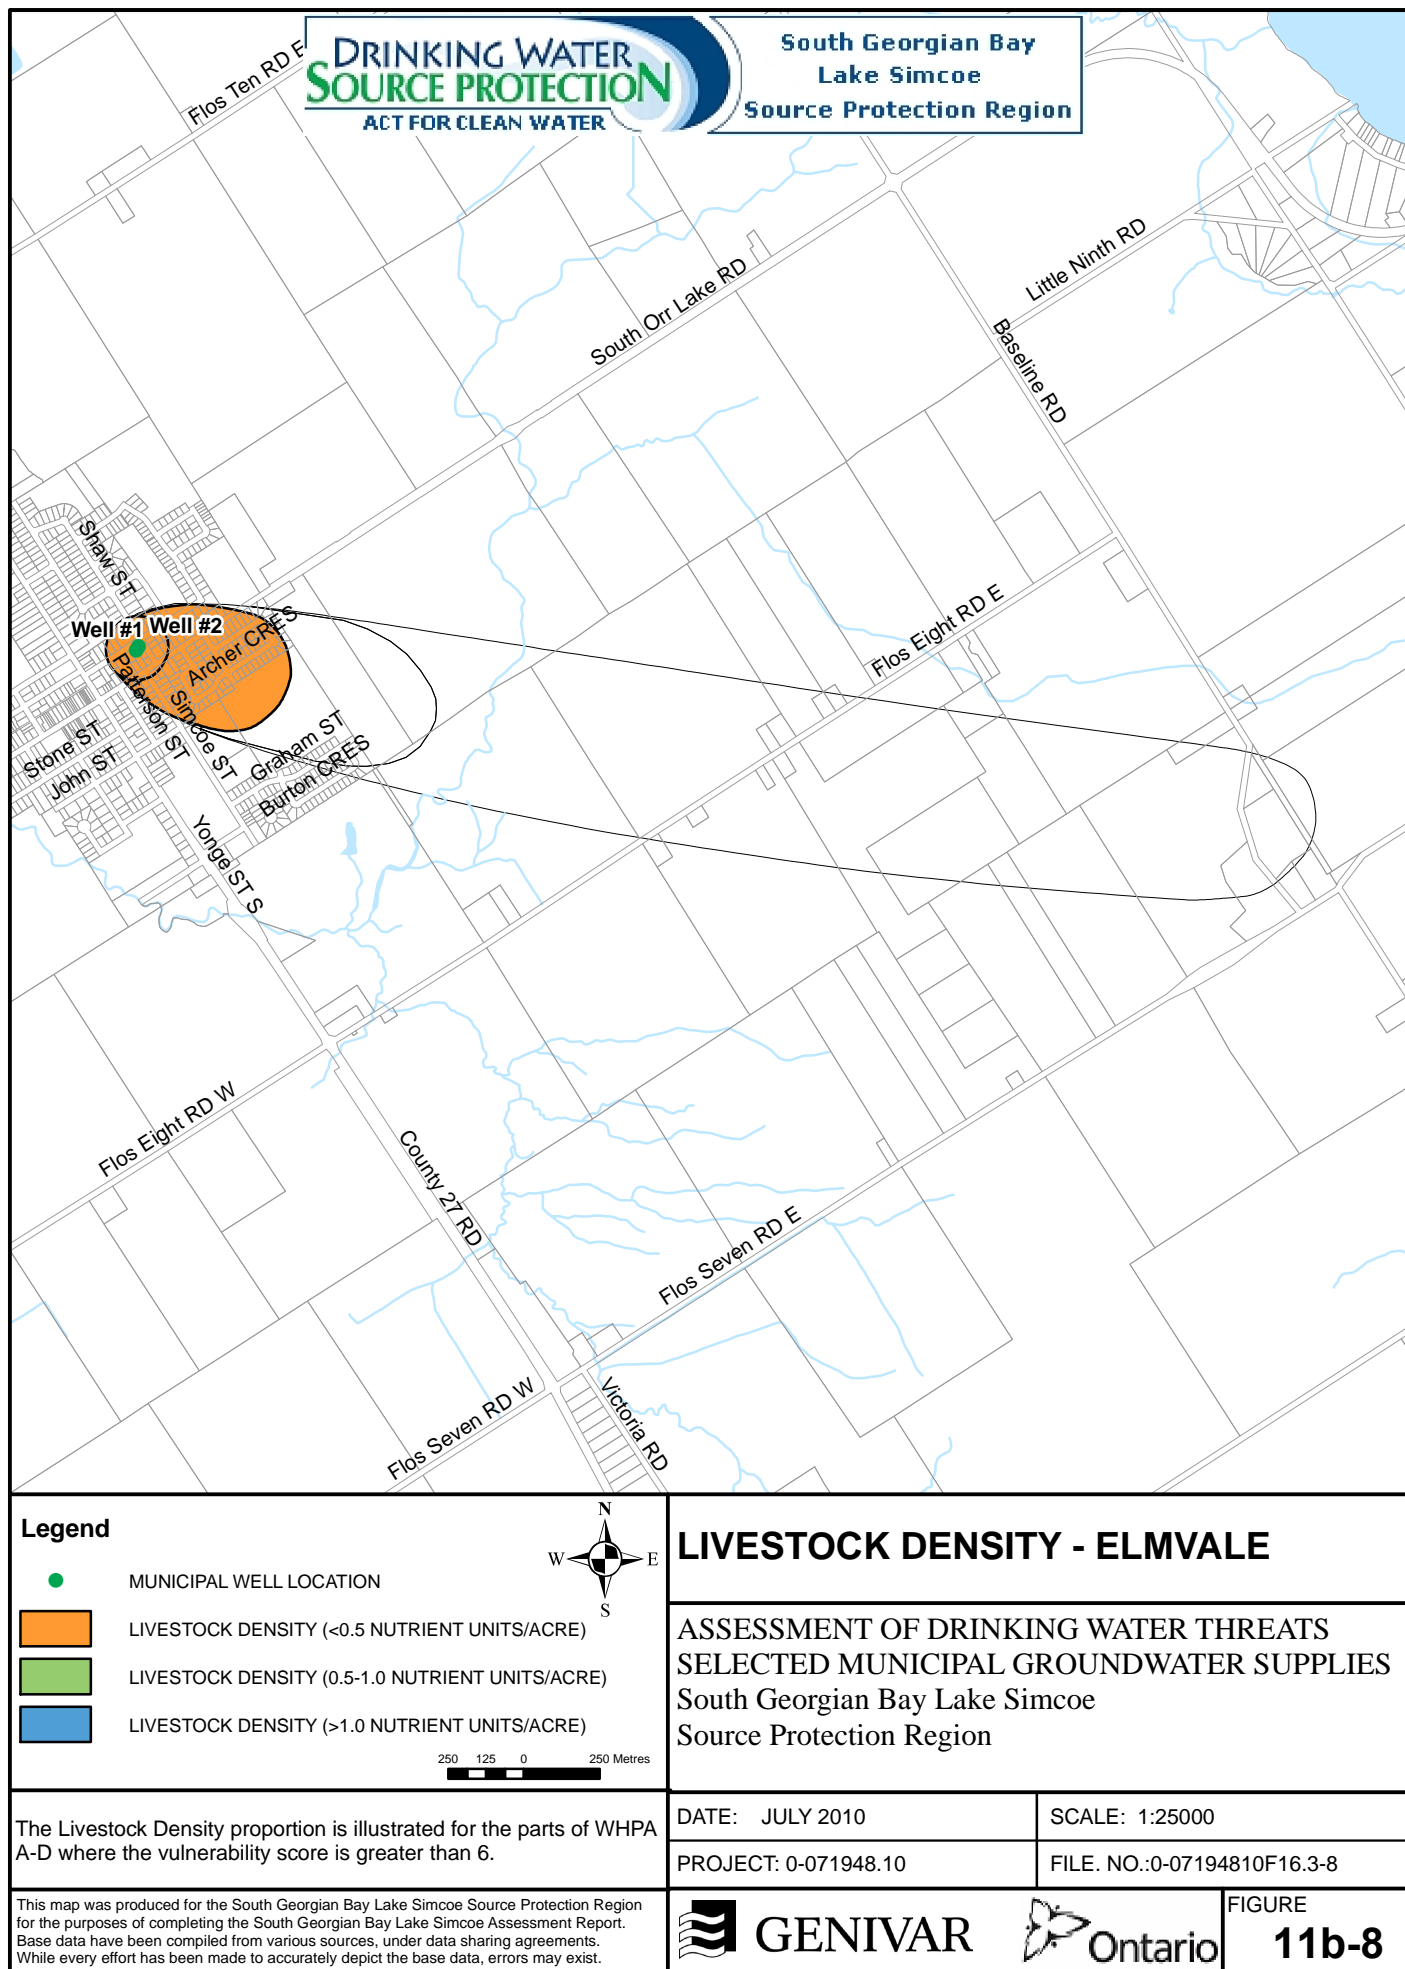 DRINKING WATER
SOURCE PROTECTION
ACT FOR CLEAN WATER
South Georgian Bay
Lake Simcoe
Source Protection Region
Flos Ten RD E
Little Ninth RD
South Orr Lake RD
Baseline RD
Shaw ST
Well #1
Well #2
Archer CRES
Flos Eight RD E
Patterson ST
Simcoe ST
Stone ST
John ST
Graham ST
Burton CRES
Yonge ST S
Flos Eight RD W
County 27 RD
Flos Seven RD E
Flos Seven RD W
Victoria RD
Legend
N
W
E
S
MUNICIPAL WELL LOCATION
LIVESTOCK DENSITY (<0.5 NUTRIENT UNITS/ACRE)
LIVESTOCK DENSITY (0.5-1.0 NUTRIENT UNITS/ACRE)
LIVESTOCK DENSITY (>1.0 NUTRIENT UNITS/ACRE)
250 125 0 250 Metres
The Livestock Density proportion is illustrated for the parts of WHPA
A-D where the vulnerability score is greater than 6.
This map was produced for the South Georgian Bay Lake Simcoe Source Protection Region
for the purposes of completing the South Georgian Bay Lake Simcoe Assessment Report.
Base data have been compiled from various sources, under data sharing agreements.
While every effort has been made to accurately depict the base data, errors may exist.
LIVESTOCK DENSITY - ELMVALE
ASSESSMENT OF DRINKING WATER THREATS
SELECTED MUNICIPAL GROUNDWATER SUPPLIES
South Georgian Bay Lake Simcoe
Source Protection Region
DATE: JULY 2010
SCALE: 1:25000
PROJECT: 0-071948.10
FILE. NO.:0-07194810F16.3-8
GENIVAR
Ontario
FIGURE
11b-8